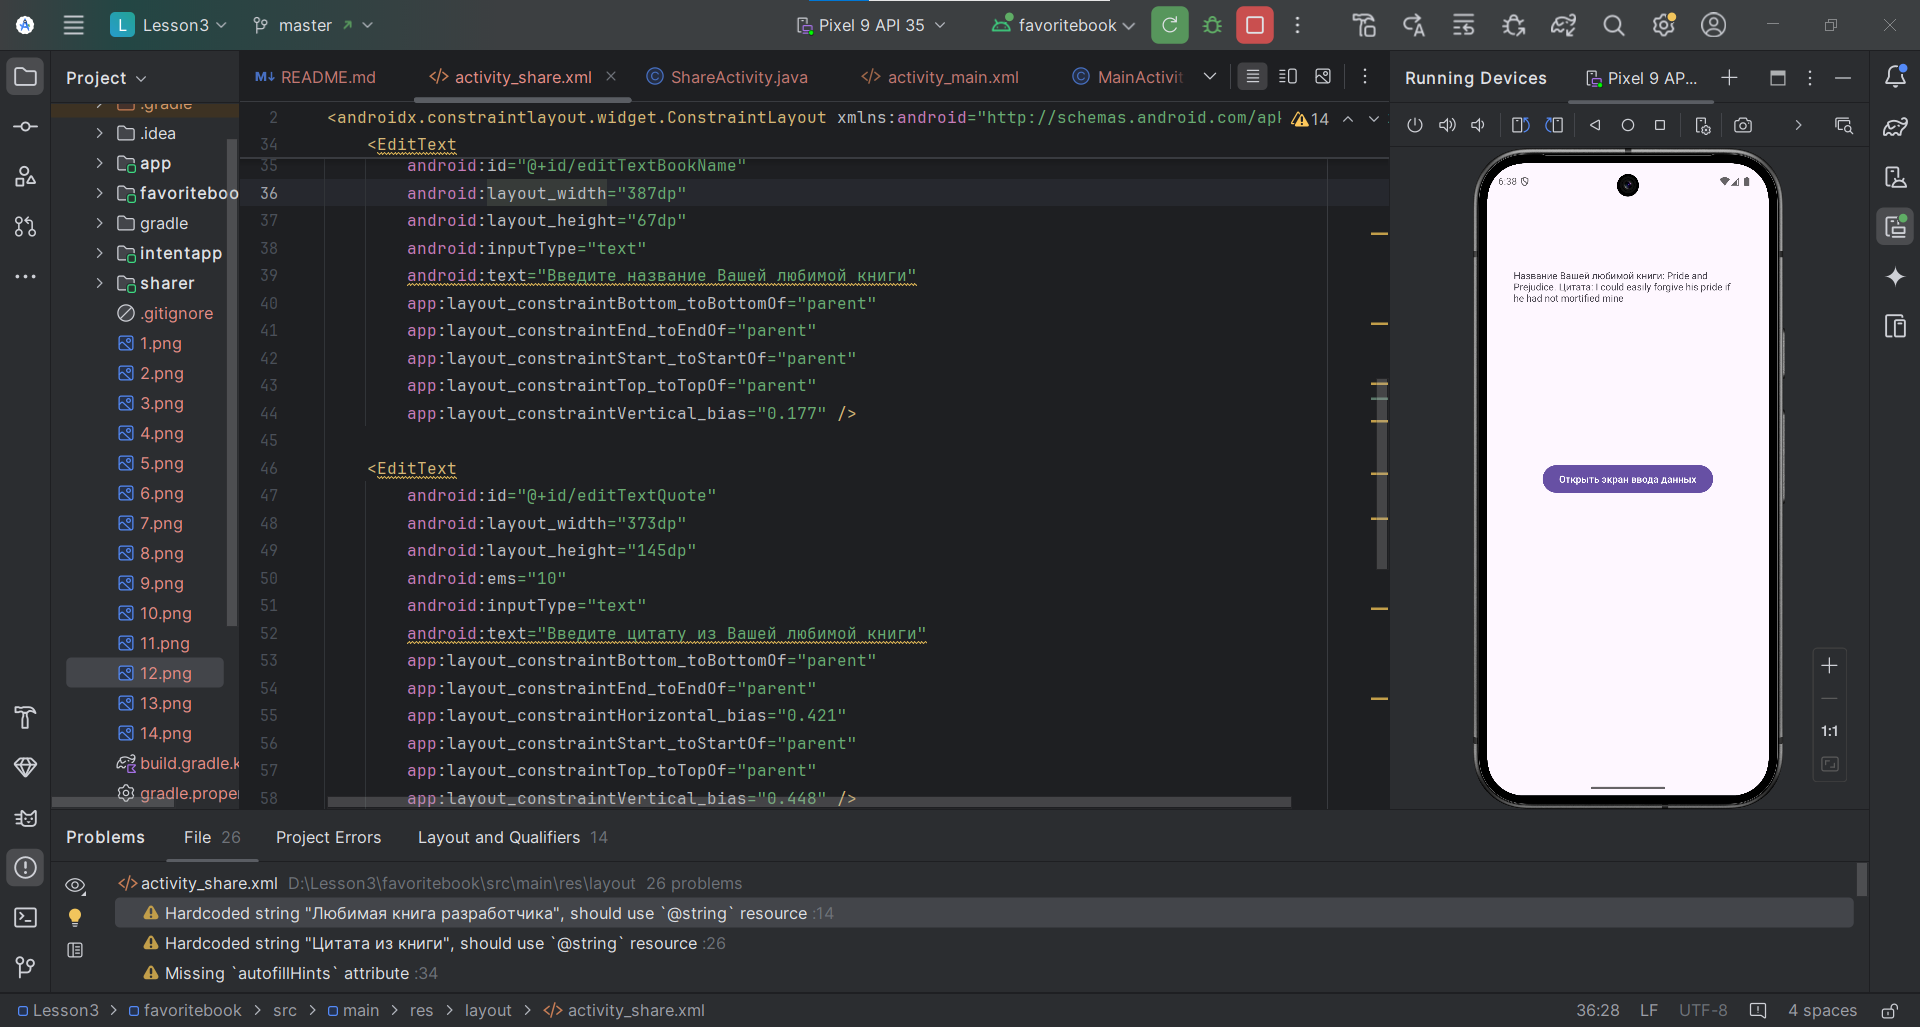 L Lesson3 master Pixel 9 API 35 favoritebook
Project README.md activity_share.xml ShareActivity.java activity_main.xml MainActivit Running Devices Pixel 9 AP...
.gradle
.idea
app
favoriteboo
gradle
intentapp
sharer
.gitignore
1.png
2.png
3.png
4.png
5.png
6.png
7.png
8.png
9.png
10.png
11.png
12.png
13.png
14.png
build.gradle.k
gradle.proper
2 <androidx.constraintlayout.widget.ConstraintLayout xmlns:android="http://schemas.android.com/apk 14
34 <EditText
35 android:id="@+id/editTextBookName"
36 android:layout_width="387dp"
37 android:layout_height="67dp"
38 android:inputType="text"
39 android:text="Введите название Вашей любимой книги"
40 app:layout_constraintBottom_toBottomOf="parent"
41 app:layout_constraintEnd_toEndOf="parent"
42 app:layout_constraintStart_toStartOf="parent"
43 app:layout_constraintTop_toTopOf="parent"
44 app:layout_constraintVertical_bias="0.177" />
45
46 <EditText
47 android:id="@+id/editTextQuote"
48 android:layout_width="373dp"
49 android:layout_height="145dp"
50 android:ems="10"
51 android:inputType="text"
52 android:text="Введите цитату из Вашей любимой книги"
53 app:layout_constraintBottom_toBottomOf="parent"
54 app:layout_constraintEnd_toEndOf="parent"
55 app:layout_constraintHorizontal_bias="0.421"
56 app:layout_constraintStart_toStartOf="parent"
57 app:layout_constraintTop_toTopOf="parent"
58 app:layout_constraintVertical_bias="0.448" />
6:38
Название Вашей любимой книги: Pride and
Prejudice. Цитата: I could easily forgive his pride if
he had not mortified mine
Открыть экран ввода данных
1:1
Problems File 26 Project Errors Layout and Qualifiers 14
activity_share.xml D:\Lesson3\favoritebook\src\main\res\layout 26 problems
Hardcoded string "Любимая книга разработчика", should use `@string` resource :14
Hardcoded string "Цитата из книги", should use `@string` resource :26
Missing `autofillHints` attribute :34
Lesson3 > favoritebook > src > main > res > layout > activity_share.xml 36:28 LF UTF-8 4 spaces